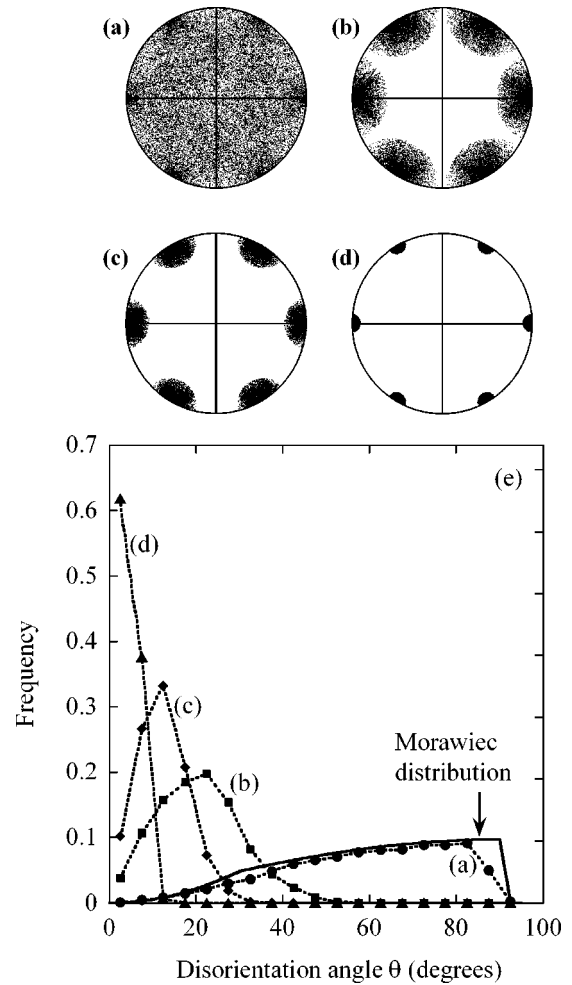 (a)
(b)
(c)
(d)
0.7
(e)
0.6
(d)
0.5
0.4
Frequency
(c)
0.3
Morawiec
distribution
0.2
(b)
0.1
(a)
0
0 20 40 60 80 100
Disorientation angle θ (degrees)